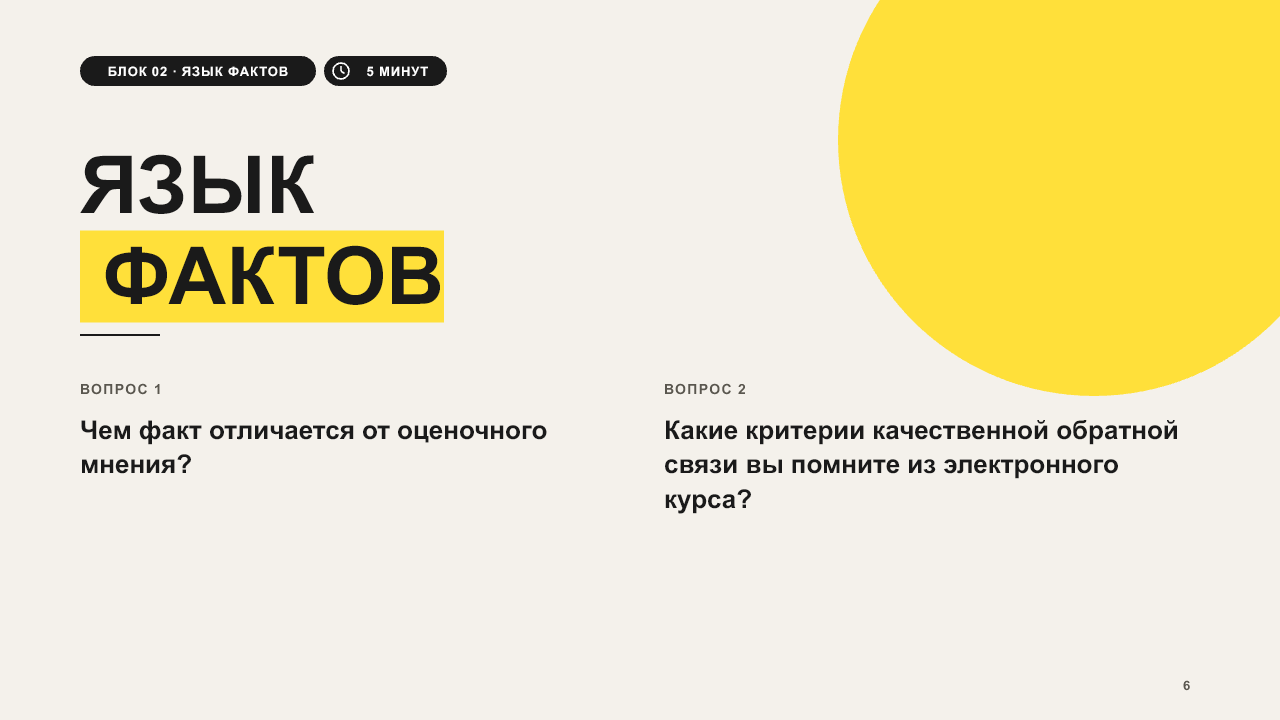 БЛОК 02 · ЯЗЫК ФАКТОВ
5 МИНУТ
ЯЗЫК
ФАКТОВ
ВОПРОС 1
Чем факт отличается от оценочного
мнения?
ВОПРОС 2
Какие критерии качественной обратной
связи вы помните из электронного
курса?
6